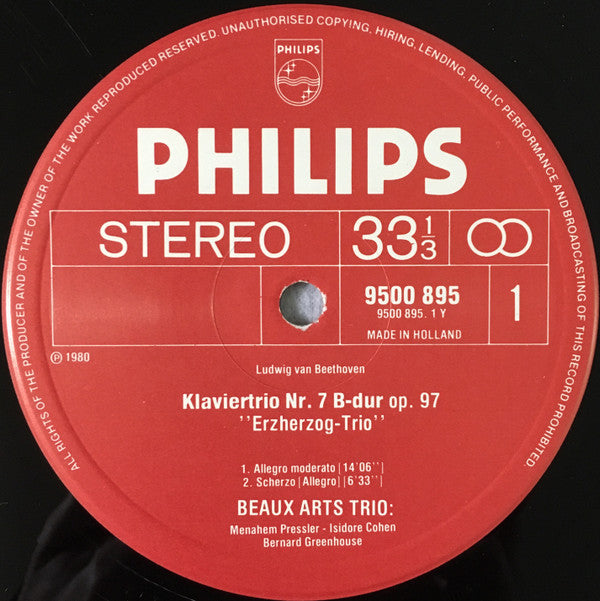 ALL RIGHTS OF THE PRODUCER AND OF THE OWNER OF THE WORK REPRODUCED RESERVED. UNAUTHORISED COPYING, HIRING, LENDING, PUBLIC PERFORMANCE AND BROADCASTING OF THIS RECORD PROHIBITED.
PHILIPS
PHILIPS
STEREO 33 1/3
9500 895 1
9500 895. 1 Y
MADE IN HOLLAND
℗ 1980
Ludwig van Beethoven
Klaviertrio Nr. 7 B-dur op. 97
''Erzherzog-Trio''
1. Allegro moderato [14'06'']
2. Scherzo [Allegro] [6'33'']
BEAUX ARTS TRIO:
Menahem Pressler - Isidore Cohen
Bernard Greenhouse